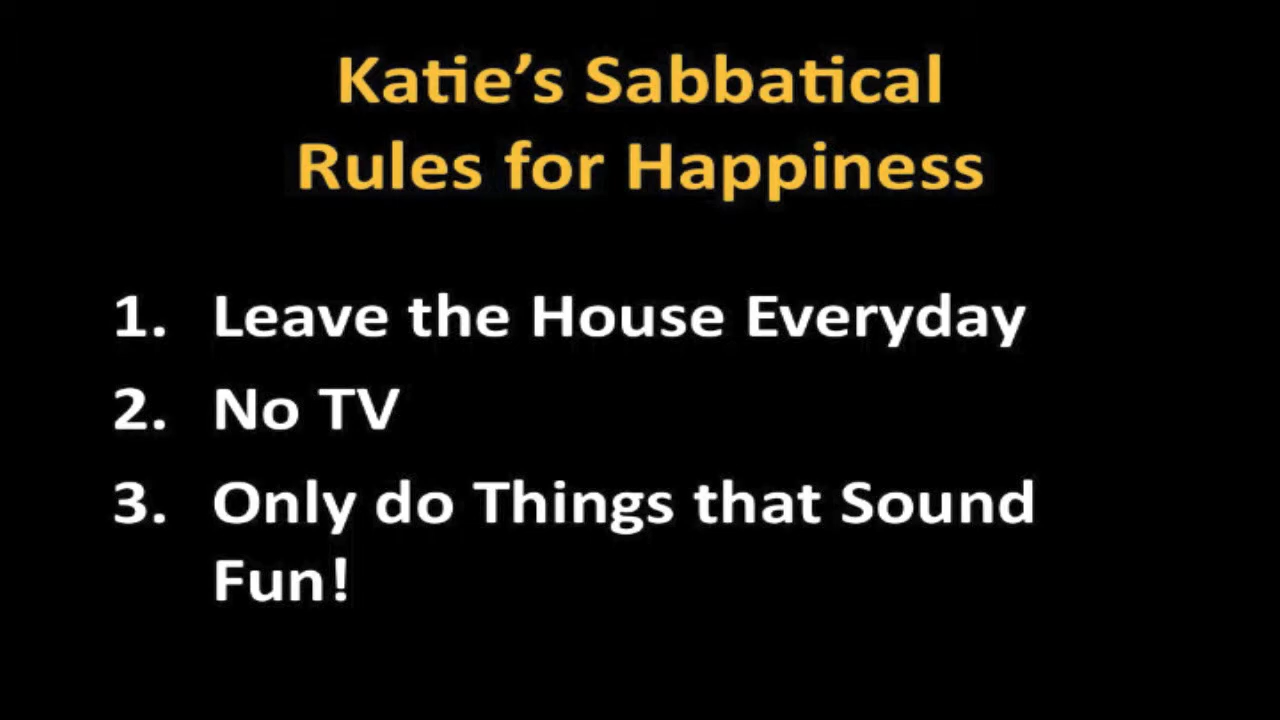 Katie’s Sabbatical
Rules for Happiness
1. Leave the House Everyday
2. No TV
3. Only do Things that Sound
Fun!